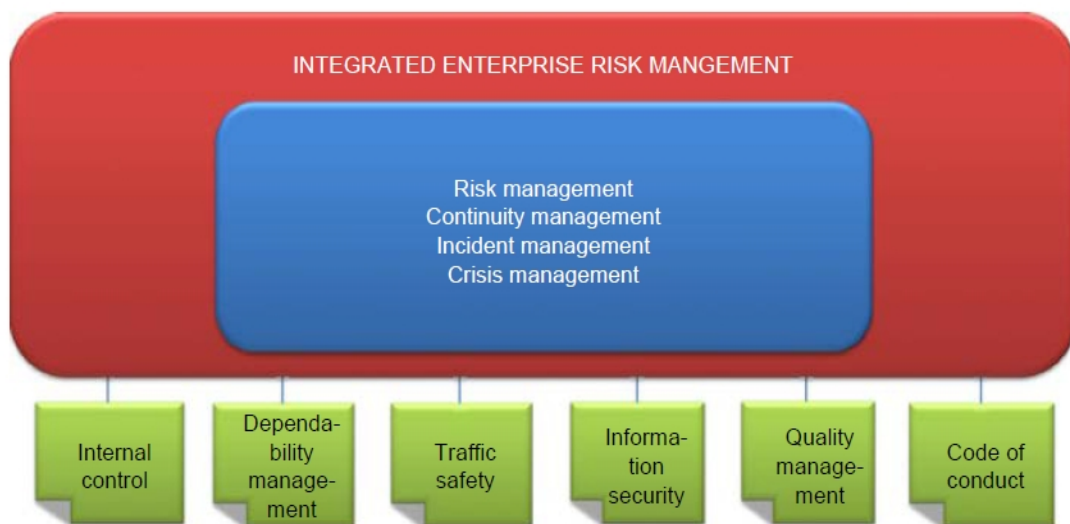 INTEGRATED ENTERPRISE RISK MANGEMENT
Risk management
Continuity management
Incident management
Crisis management
Internal
control
Dependa-
bility
manage-
ment
Traffic
safety
Informa-
tion
security
Quality
manage-
ment
Code of
conduct